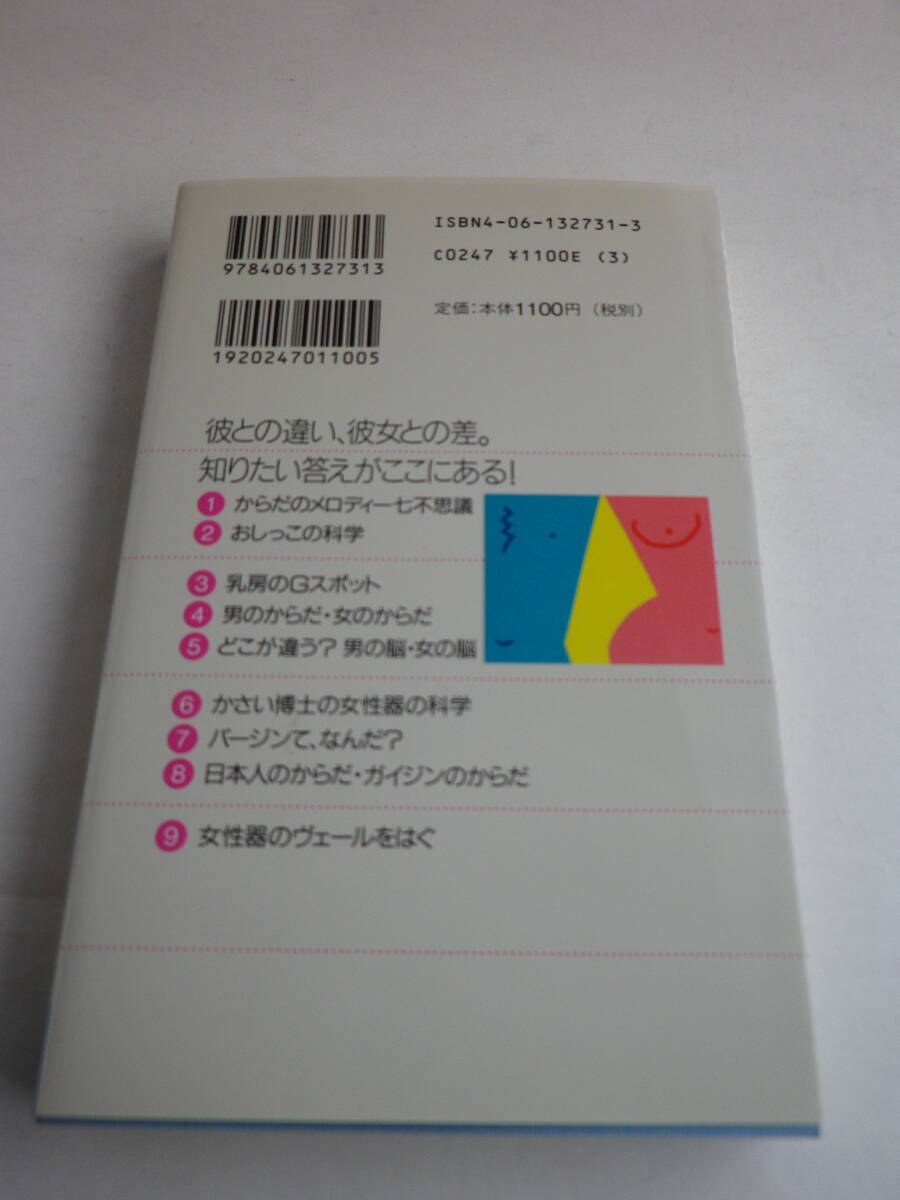 ISBN4-06-132731-3
9784061327313
C0247 ¥1100E (3)
定価:本体1100円(税別)
1920247011005
彼との違い、彼女との差。
知りたい答えがここにある!
1 からだのメロディー七不思議
2 おしっこの科学
3 乳房のGスポット
4 男のからだ・女のからだ
5 どこが違う? 男の脳・女の脳
6 かさい博士の女性器の科学
7 バージンて、なんだ?
8 日本人のからだ・ガイジンのからだ
9 女性器のヴェールをはぐ